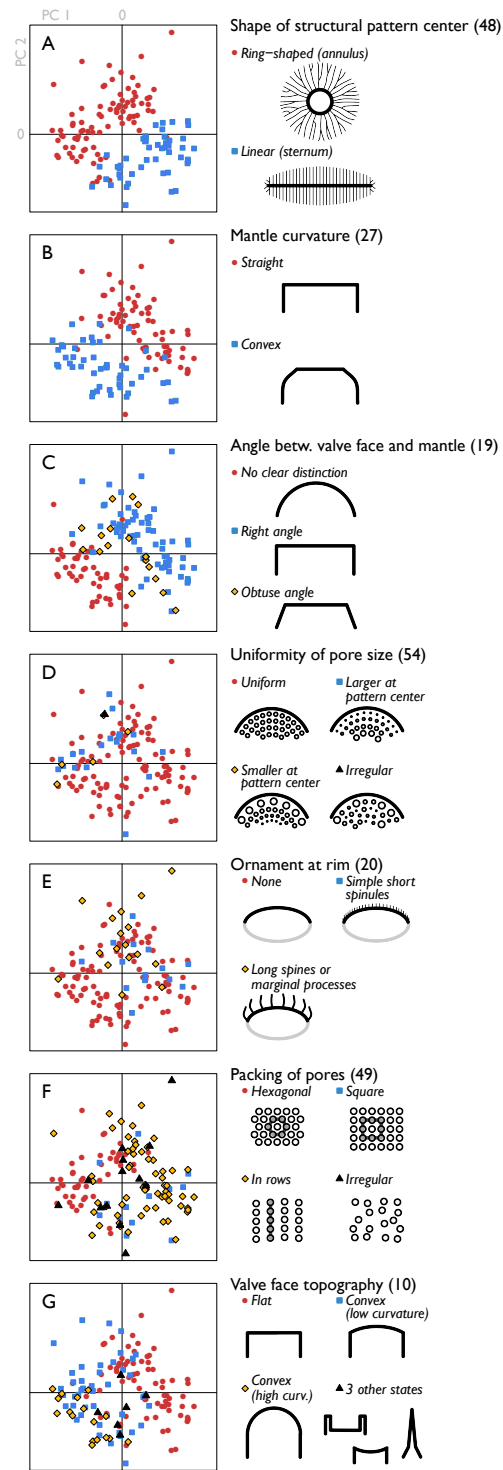 PC 1
0
PC 2
0
A
Shape of structural pattern center (48)
Ring-shaped (annulus)
Linear (sternum)
B
Mantle curvature (27)
Straight
Convex
C
Angle betw. valve face and mantle (19)
No clear distinction
Right angle
Obtuse angle
D
Uniformity of pore size (54)
Uniform
Larger at
pattern center
Smaller at
pattern center
Irregular
E
Ornament at rim (20)
None
Simple short
spinules
Long spines or
marginal processes
F
Packing of pores (49)
Hexagonal
Square
In rows
Irregular
G
Valve face topography (10)
Flat
Convex
(low curvature)
Convex
(high curv.)
3 other states